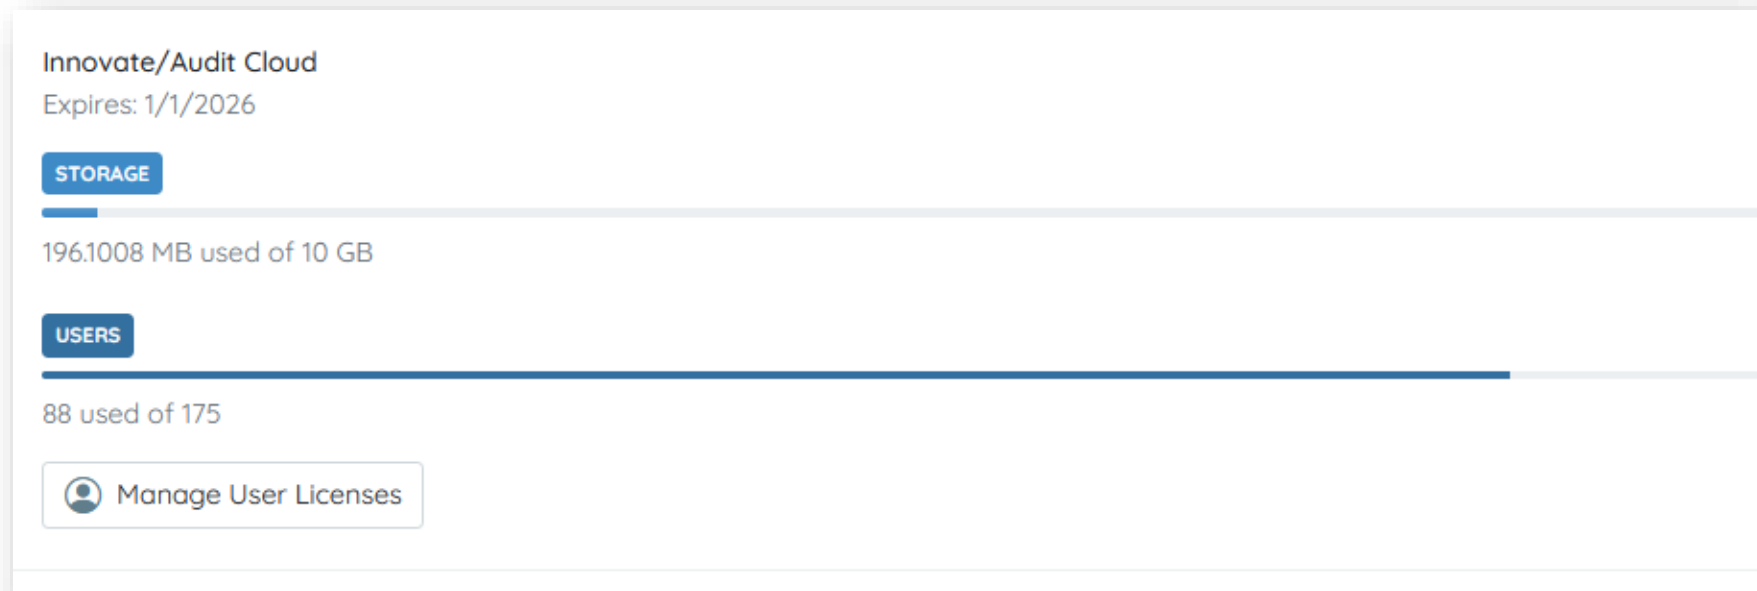 Innovate/Audit Cloud
Expires: 1/1/2026
STORAGE
196.1008 MB used of 10 GB
USERS
88 used of 175
Manage User Licenses